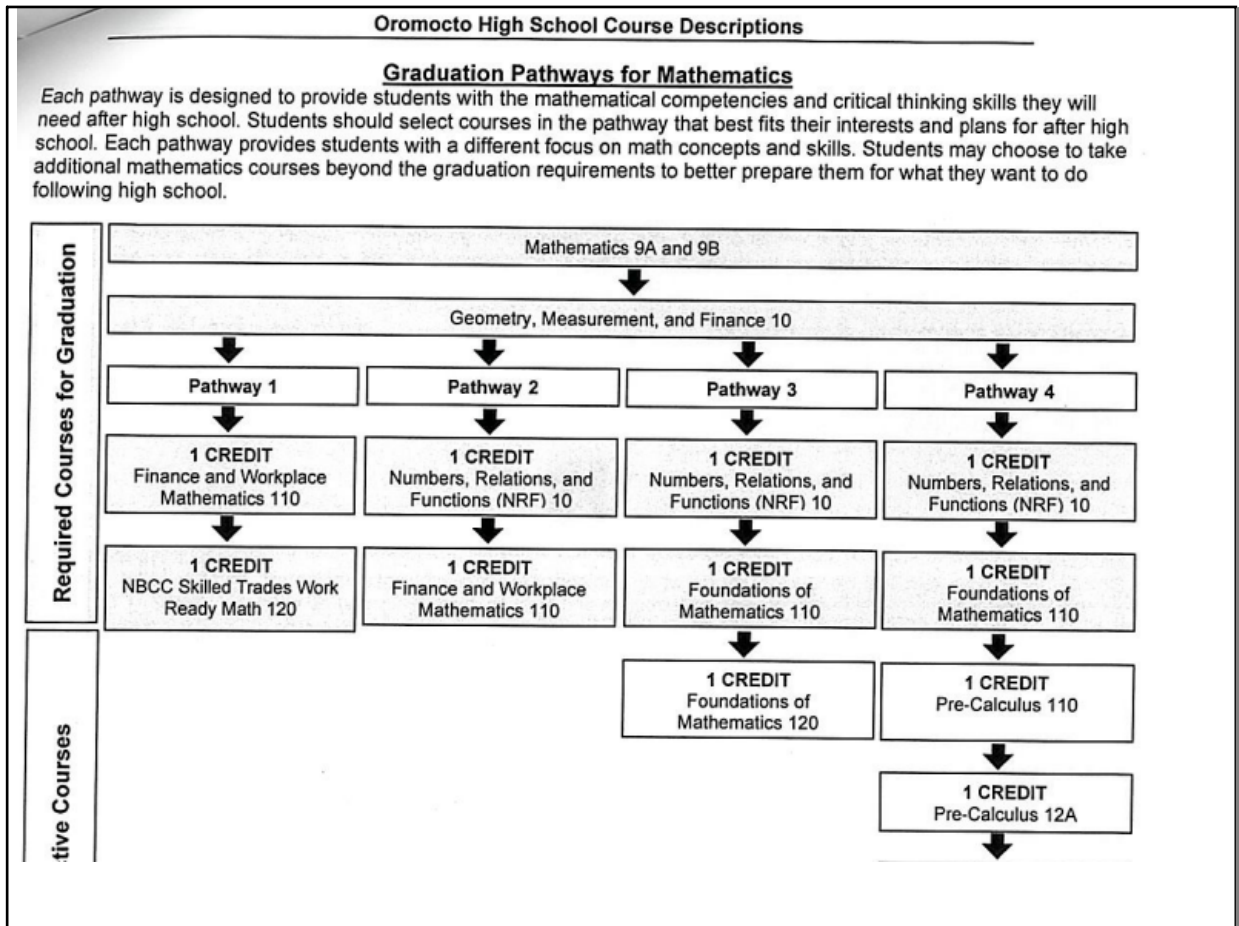 Oromocto High School Course Descriptions
Graduation Pathways for Mathematics
Each pathway is designed to provide students with the mathematical competencies and critical thinking skills they will
need after high school. Students should select courses in the pathway that best fits their interests and plans for after high
school. Each pathway provides students with a different focus on math concepts and skills. Students may choose to take
additional mathematics courses beyond the graduation requirements to better prepare them for what they want to do
following high school.
Required Courses for Graduation
Mathematics 9A and 9B
Geometry, Measurement, and Finance 10
Pathway 1
1 CREDIT
Finance and Workplace
Mathematics 110
1 CREDIT
NBCC Skilled Trades Work
Ready Math 120
Pathway 2
1 CREDIT
Numbers, Relations, and
Functions (NRF) 10
1 CREDIT
Finance and Workplace
Mathematics 110
Pathway 3
1 CREDIT
Numbers, Relations, and
Functions (NRF) 10
1 CREDIT
Foundations of
Mathematics 110
1 CREDIT
Foundations of
Mathematics 120
Pathway 4
1 CREDIT
Numbers, Relations, and
Functions (NRF) 10
1 CREDIT
Foundations of
Mathematics 110
1 CREDIT
Pre-Calculus 110
1 CREDIT
Pre-Calculus 12A
tive Courses